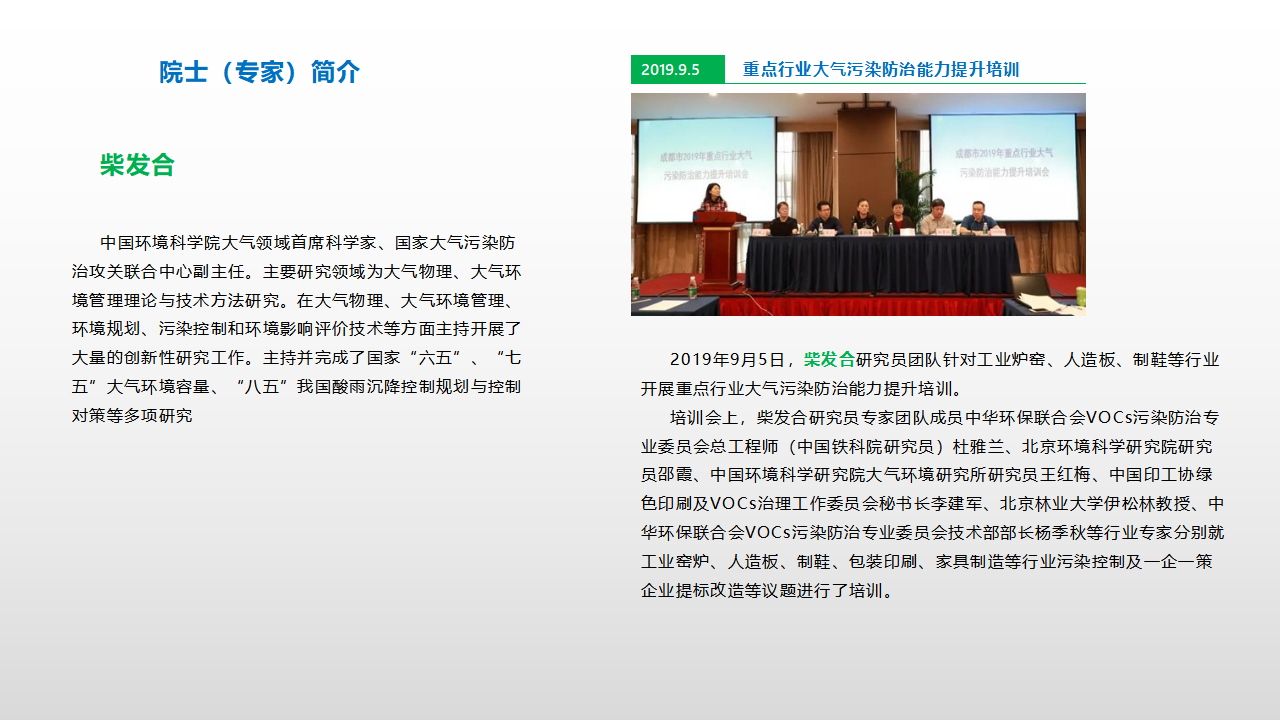 院士（专家）简介
柴发合
中国环境科学院大气领域首席科学家、国家大气污染防
治攻关联合中心副主任。主要研究领域为大气物理、大气环
境管理理论与技术方法研究。在大气物理、大气环境管理、
环境规划、污染控制和环境影响评价技术等方面主持开展了
大量的创新性研究工作。主持并完成了国家“六五”、“七
五”大气环境容量、“八五”我国酸雨沉降控制规划与控制
对策等多项研究
2019.9.5
重点行业大气污染防治能力提升培训
成都市2019年重点行业大气
污染防治能力提升培训会
成都市2019年重点行业大气
污染防治能力提升培训会
2019年9月5日，柴发合研究员团队针对工业炉窑、人造板、制鞋等行业
开展重点行业大气污染防治能力提升培训。
培训会上，柴发合研究员专家团队成员中华环保联合会VOCs污染防治专
业委员会总工程师（中国铁科院研究员）杜雅兰、北京环境科学研究院研究
员邵霞、中国环境科学研究院大气环境研究所研究员王红梅、中国印工协绿
色印刷及VOCs治理工作委员会秘书长李建军、北京林业大学伊松林教授、中
华环保联合会VOCs污染防治专业委员会技术部部长杨季秋等行业专家分别就
工业窑炉、人造板、制鞋、包装印刷、家具制造等行业污染控制及一企一策
企业提标改造等议题进行了培训。